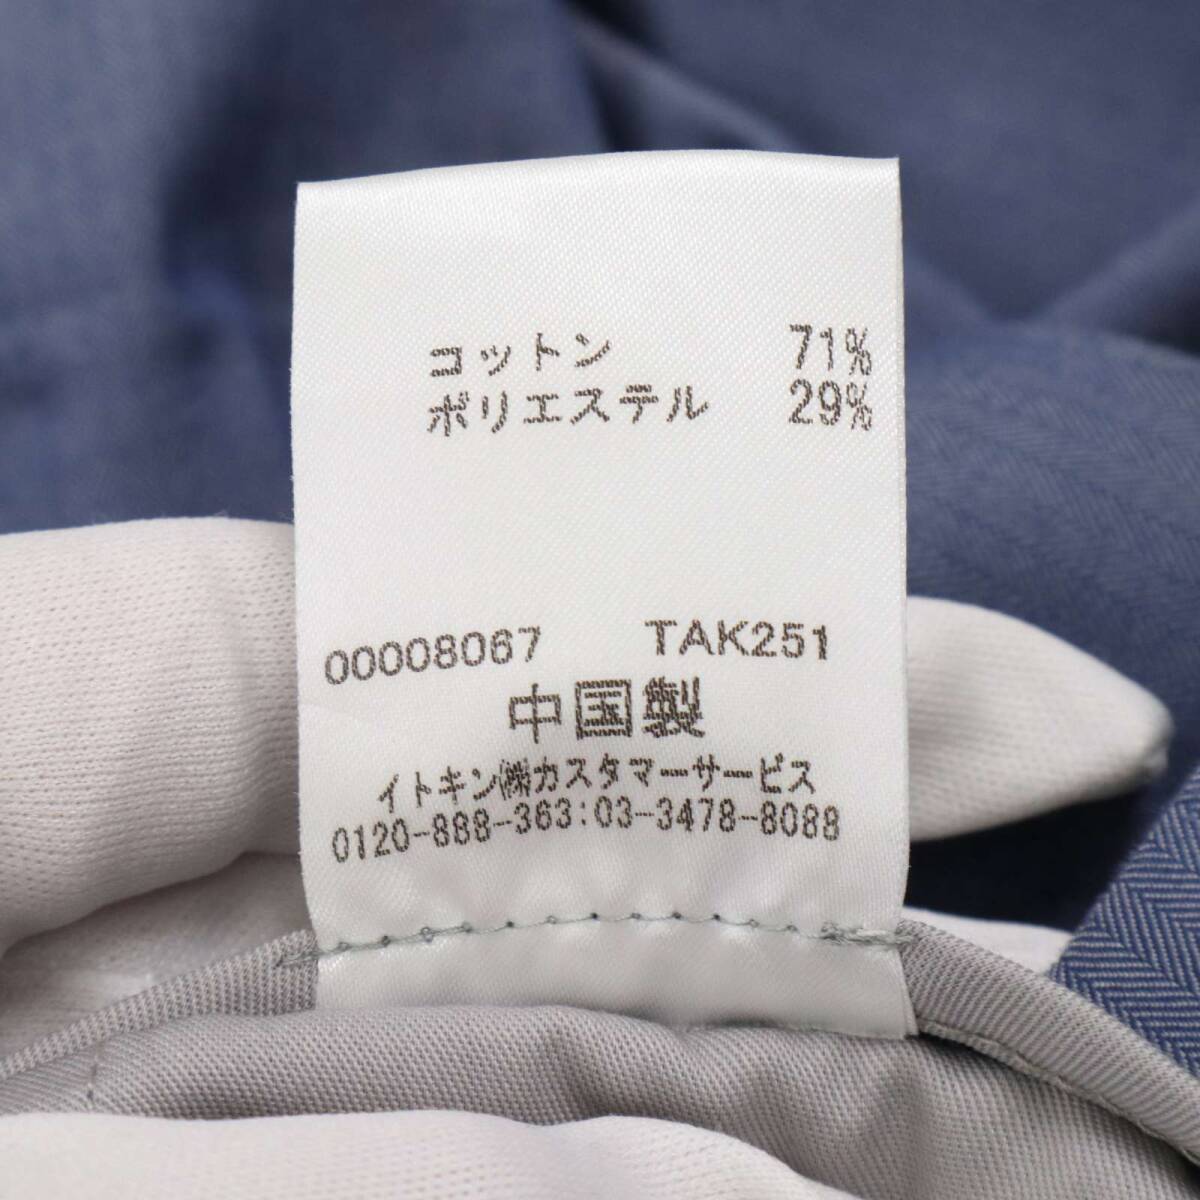 コットン 71%
ポリエステル 29%
00008067 TAK251
中国製
イトキン㈱カスタマーサービス
0120-888-363:03-3478-8088